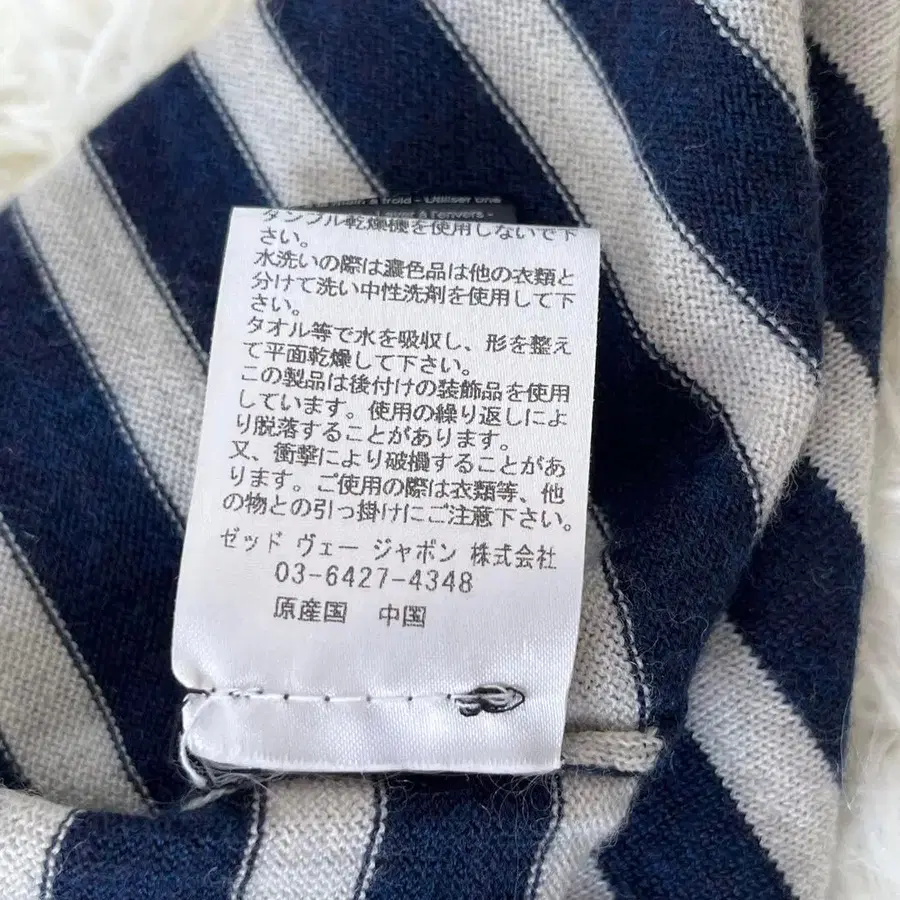 à froid - Utiliser une
à l'envers -
タンブル乾燥機を使用しないで下
さい。
水洗いの際は濃色品は他の衣類と
分けて洗い中性洗剤を使用して下
さい。
タオル等で水を吸収し、形を整え
て平面乾燥して下さい。
この製品は後付けの装飾品を使用
しています。使用の繰り返しによ
り脱落することがあります。
又、衝撃により破損することがあ
ります。ご使用の際は衣類等、他
の物との引っ掛けにご注意下さい。
ゼッド ヴェー ジャポン 株式会社
03-6427-4348
原産国 中国